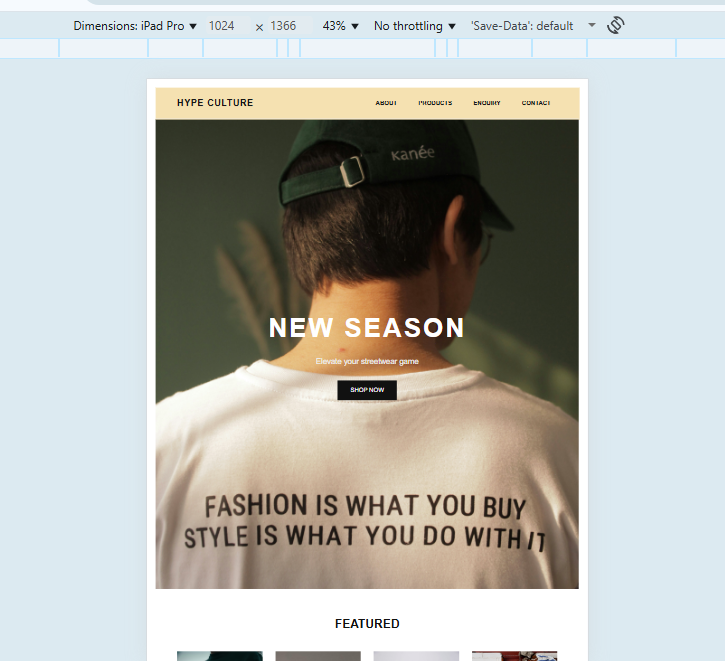 Dimensions: iPad Pro ▼ 1024 × 1366 43% ▼ No throttling ▼ 'Save-Data': default
HYPE CULTURE ABOUT PRODUCTS ENQUIRY CONTACT
kanée
NEW SEASON
Elevate your streetwear game
SHOP NOW
FASHION IS WHAT YOU BUY
STYLE IS WHAT YOU DO WITH IT
FEATURED